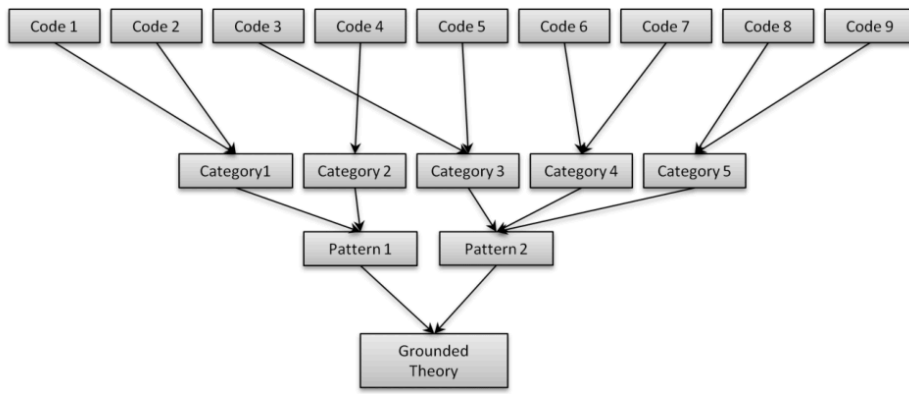 Code 1
Code 2
Code 3
Code 4
Code 5
Code 6
Code 7
Code 8
Code 9
Category1
Category 2
Category 3
Category 4
Category 5
Pattern 1
Pattern 2
Grounded
Theory